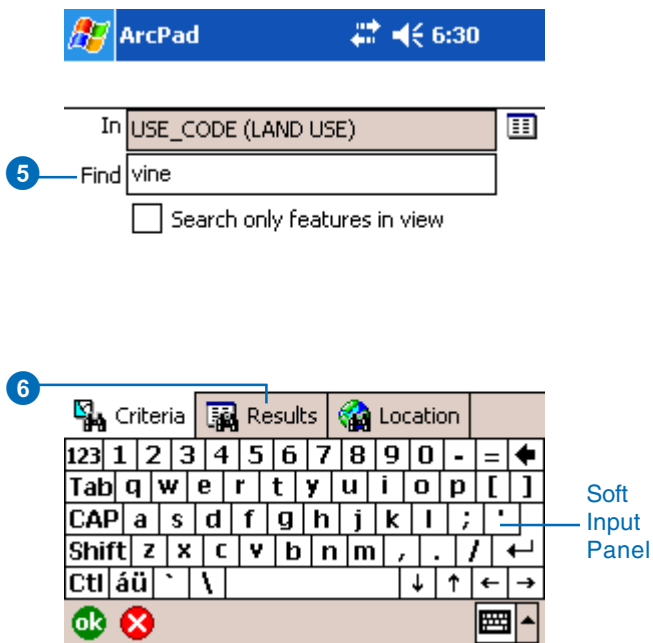 ArcPad 6:30
In USE_CODE (LAND USE)
5 Find vine
Search only features in view
6
Criteria Results Location
123 1 2 3 4 5 6 7 8 9 0 - =
Tab q w e r t y u i o p [ ]
CAP a s d f g h j k l ; '
Shift z x c v b n m , . /
Ctl áü ` \ ↓ ↑ ← →
Soft
Input
Panel
ok